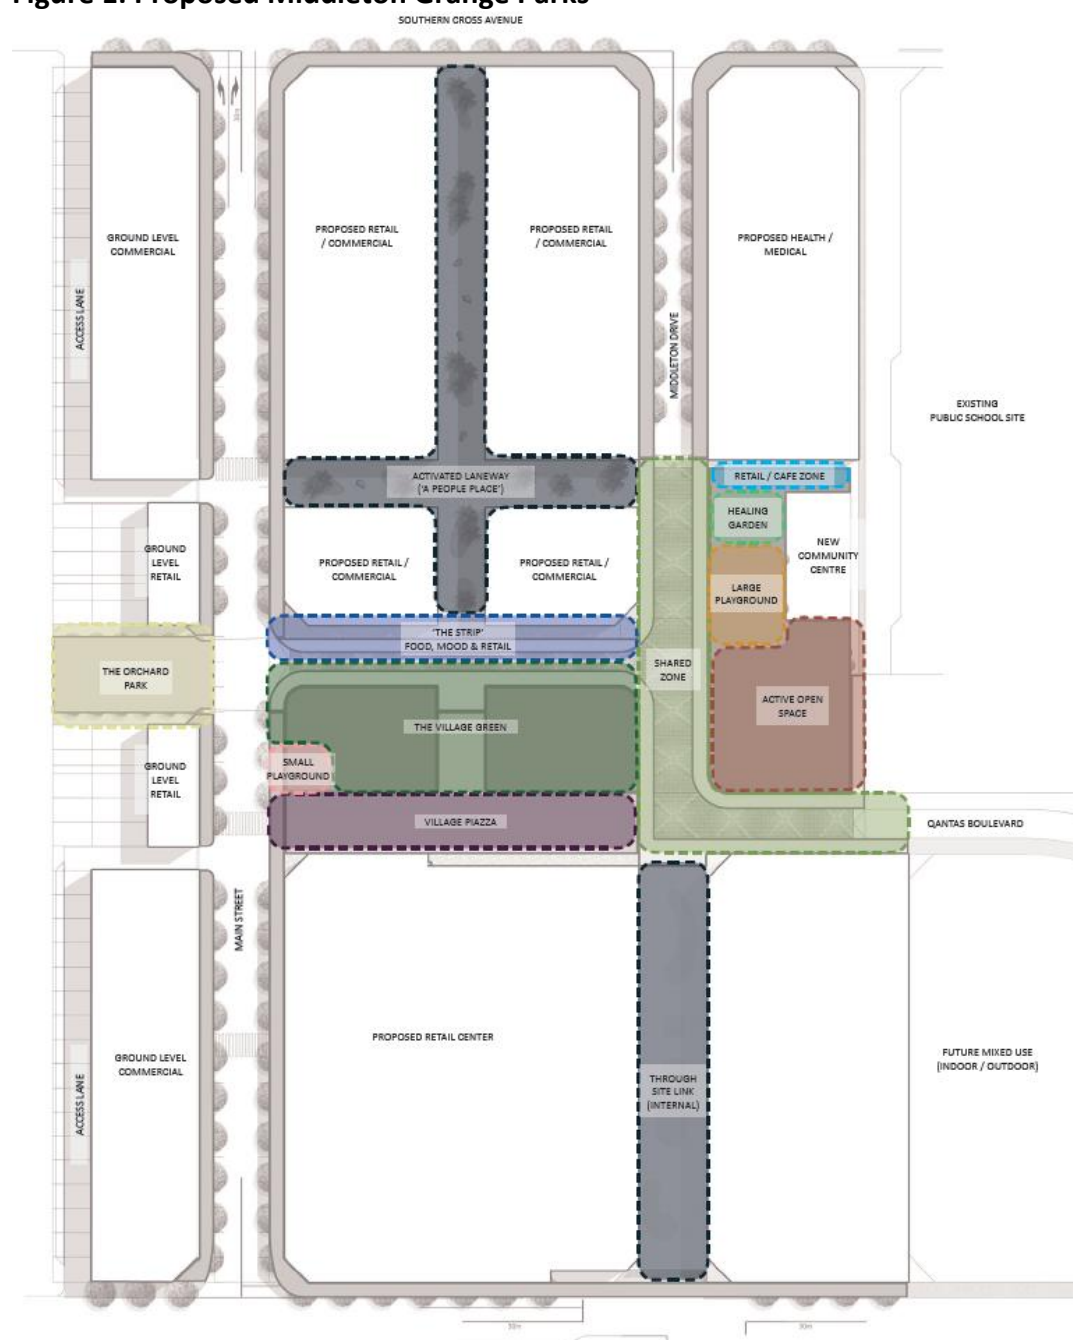 Figure 1: Proposed Middleton Grange Parks
SOUTHERN CROSS AVENUE
30m
GROUND LEVEL
COMMERCIAL
PROPOSED RETAIL
/ COMMERCIAL
PROPOSED RETAIL
/ COMMERCIAL
PROPOSED HEALTH /
MEDICAL
ACCESS LANE
MIDDLETON DRIVE
EXISTING
PUBLIC SCHOOL SITE
ACTIVATED LANEWAY
('A PEOPLE PLACE')
RETAIL / CAFE ZONE
HEALING
GARDEN
NEW
COMMUNITY
CENTRE
GROUND
LEVEL
RETAIL
PROPOSED RETAIL /
COMMERCIAL
PROPOSED RETAIL /
COMMERCIAL
LARGE
PLAYGROUND
'THE STRIP'
FOOD, MOOD & RETAIL
THE ORCHARD
PARK
SHARED
ZONE
ACTIVE OPEN
SPACE
THE VILLAGE GREEN
SMALL
PLAYGROUND
GROUND
LEVEL
RETAIL
VILLAGE PIAZZA
QANTAS BOULEVARD
MAIN STREET
PROPOSED RETAIL CENTER
GROUND LEVEL
COMMERCIAL
ACCESS LANE
THROUGH
SITE LINK
(INTERNAL)
FUTURE MIXED USE
(INDOOR / OUTDOOR)
30m
30m